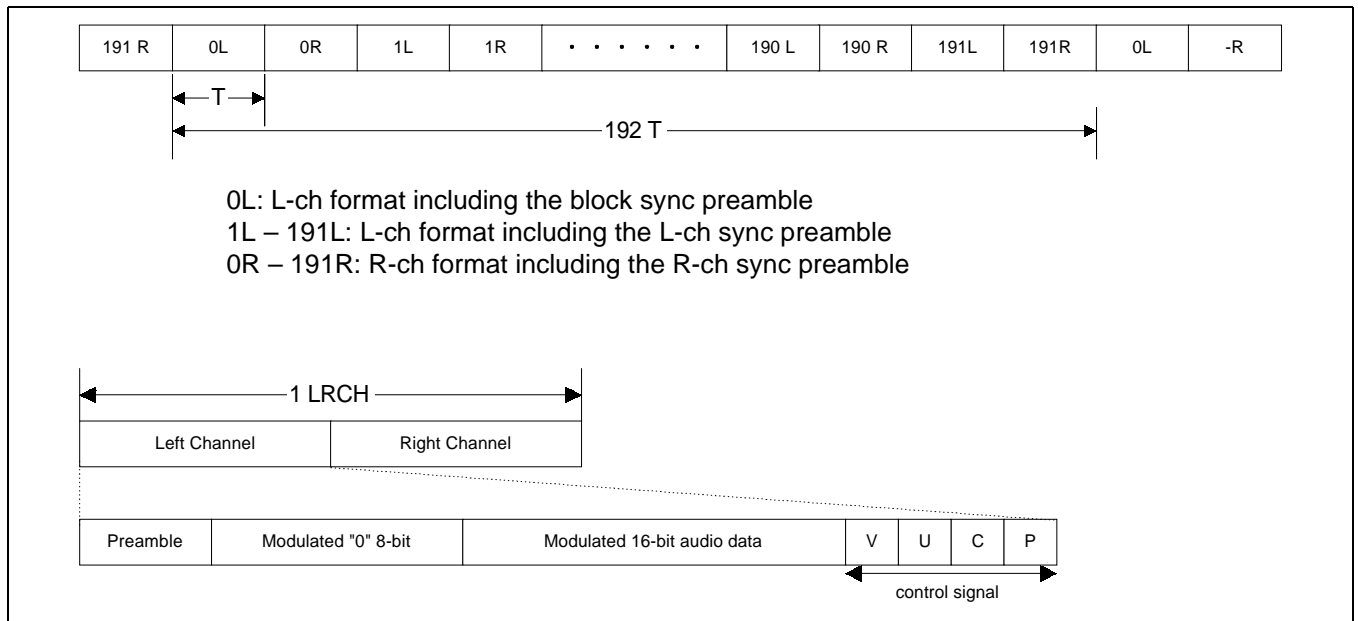 191 R 0L 0R 1L 1R · · · · · · 190 L 190 R 191L 191R 0L -R
T
192 T
0L: L-ch format including the block sync preamble
1L – 191L: L-ch format including the L-ch sync preamble
0R – 191R: R-ch format including the R-ch sync preamble
1 LRCH
Left Channel Right Channel
Preamble Modulated "0" 8-bit Modulated 16-bit audio data V U C P
control signal